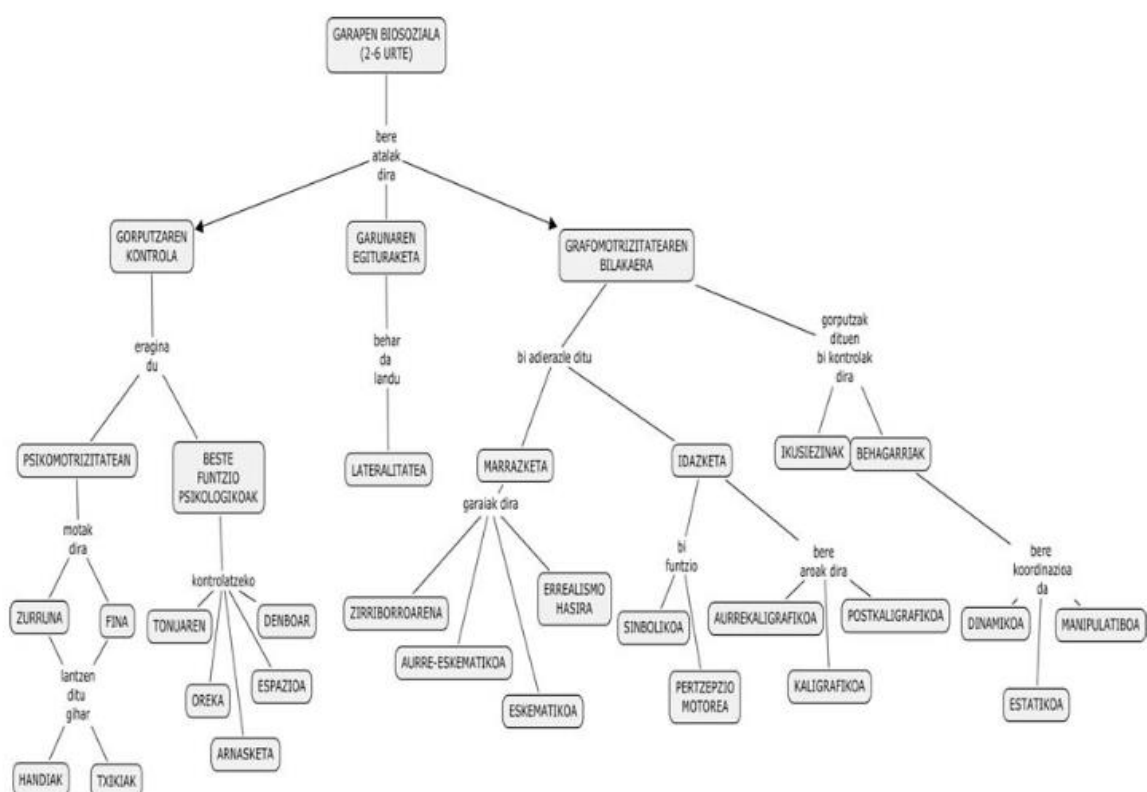 GARAPEN BIOSOZIALA
(2-6 URTE)
bere
atalak
dira
GORPUTZAREN
KONTROLA
GARUNAREN
EGITURAKETA
GRAFOMOTRIZITATEAREN
BILAKAERA
eragina
du
behar
da
landu
bi adierazle ditu
gorputzak
dituen
bi kontrolak
dira
PSIKOMOTRIZITATEAN
BESTE
FUNTZIO
PSIKOLOGIKOAK
LATERALITATEA
MARRAZKETA
IDAZKETA
IKUSIEZINAK
BEHAGARRIAK
motak
dira
kontrolatzeko
garaiak dira
bi
funtzio
bere
aroak dira
bere
koordinazioa
da
ZURRUNA
FINA
TONUAREN
DENBOAR
ZIRRIBORROARENA
ERREALISMO
HASIRA
SINBOLIKOA
AURREKALIGRAFIKOA
POSTKALIGRAFIKOA
DINAMIKOA
MANIPULATIBOA
lantzen
ditu
gihar
OREKA
ESPAZIOA
AURRE-ESKEMATIKOA
ESKEMATIKOA
PERTZEPZIO
MOTOREA
KALIGRAFIKOA
ESTATIKOA
ARNASKETA
HANDIAK
TXIKIAK